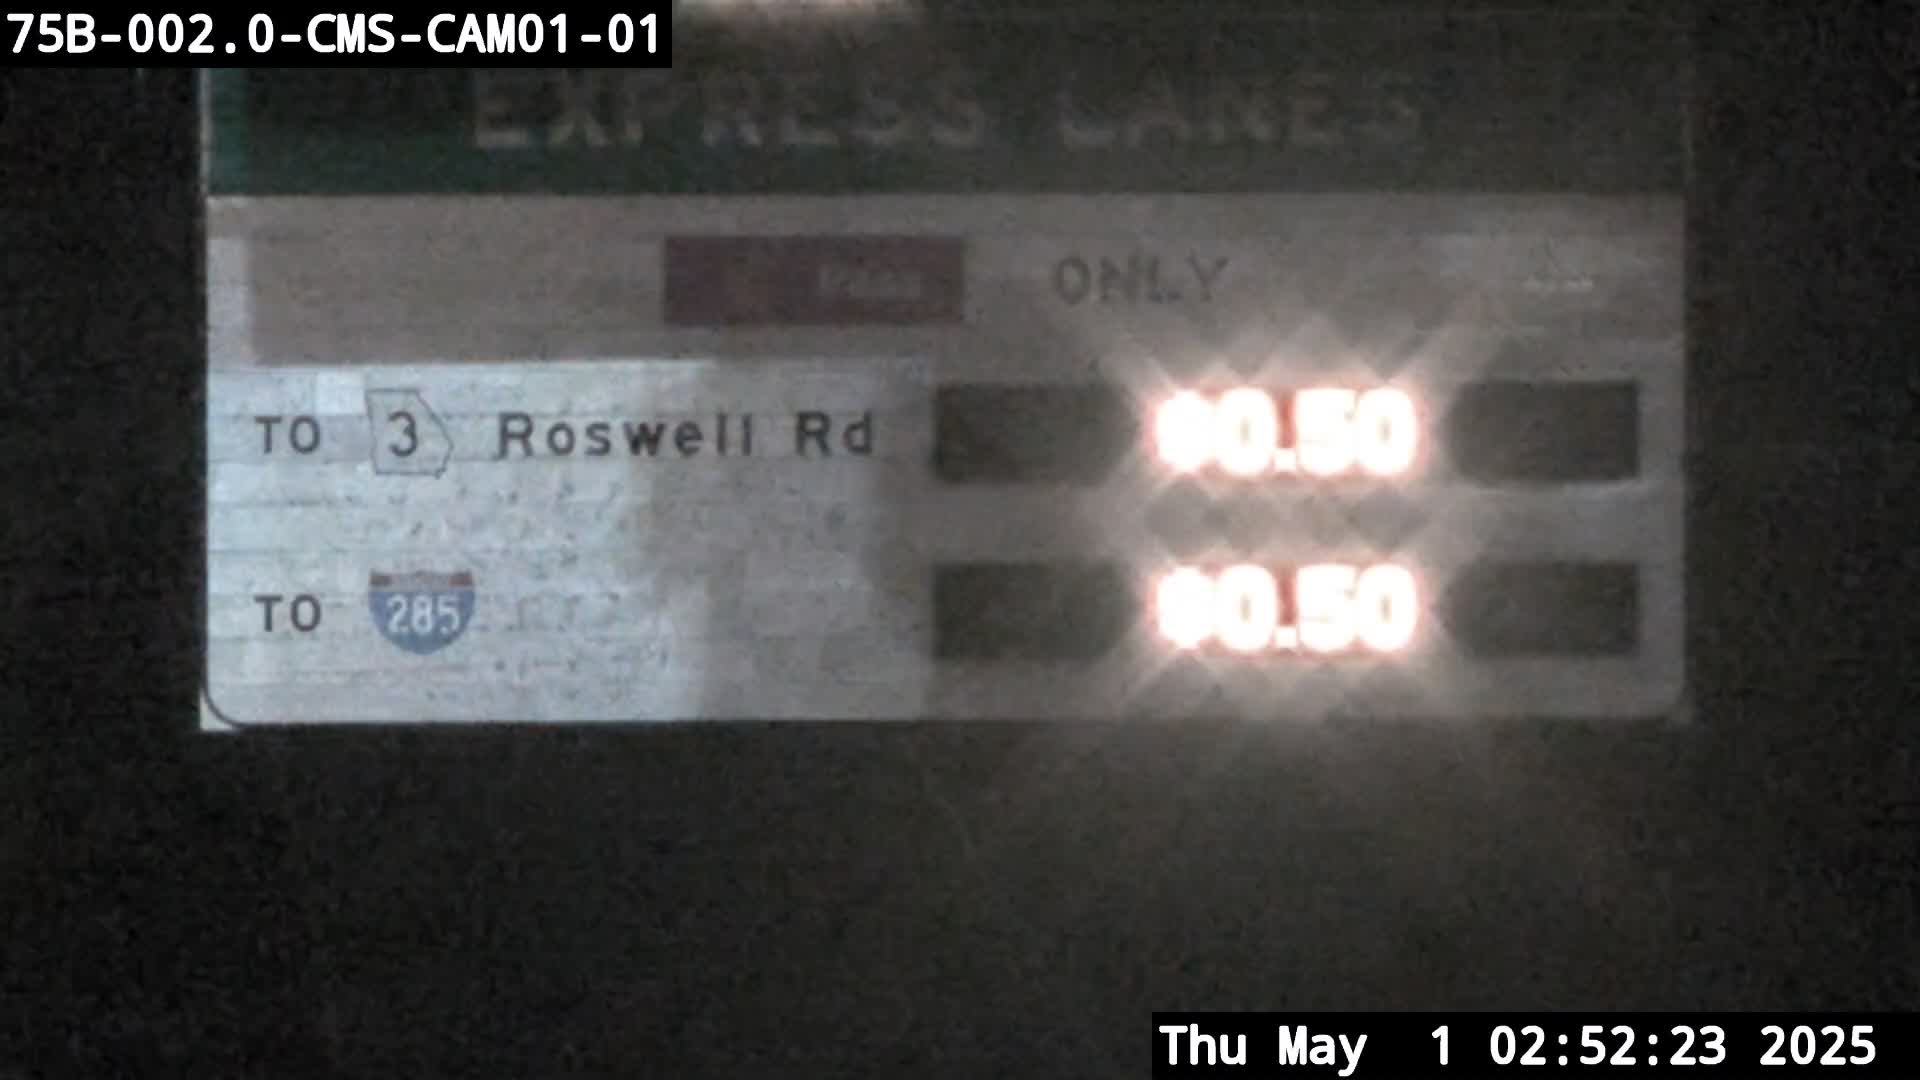 75B-002.0-CMS-CAM01-01
EXPRESS LANES
ONLY
TO 3 Roswell Rd $0.50
TO 285 $0.50
Thu May 1 02:52:23 2025